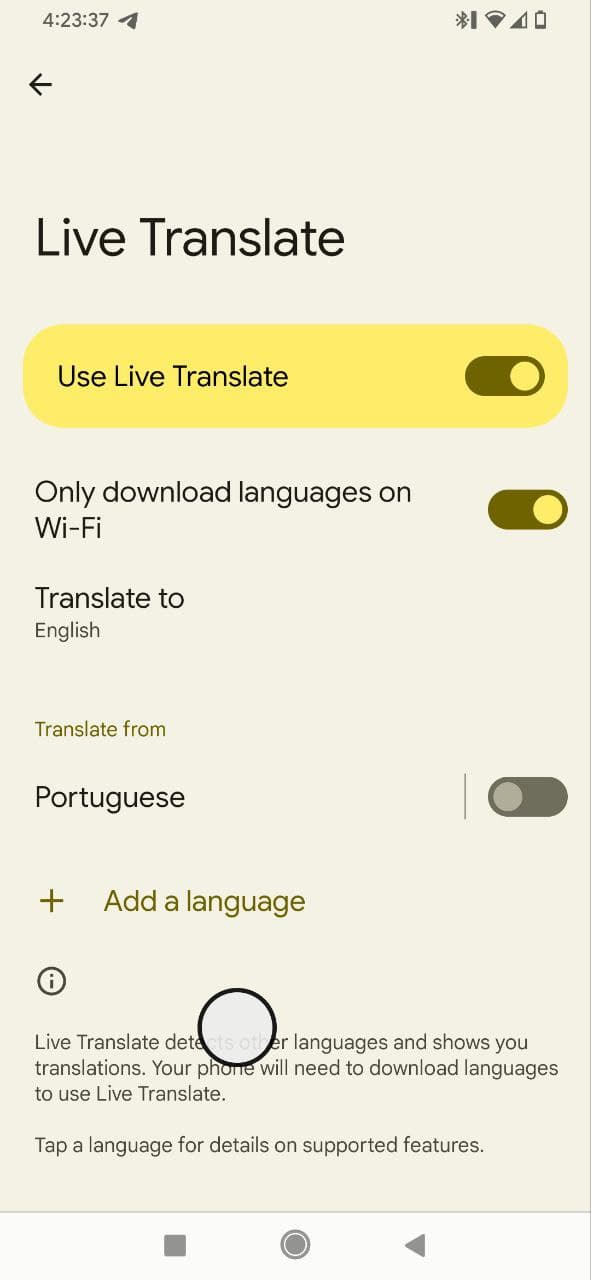 4:23:37
Live Translate
Use Live Translate
Only download languages on
Wi-Fi
Translate to
English
Translate from
Portuguese
Add a language
Live Translate detects other languages and shows you
translations. Your phone will need to download languages
to use Live Translate.
Tap a language for details on supported features.